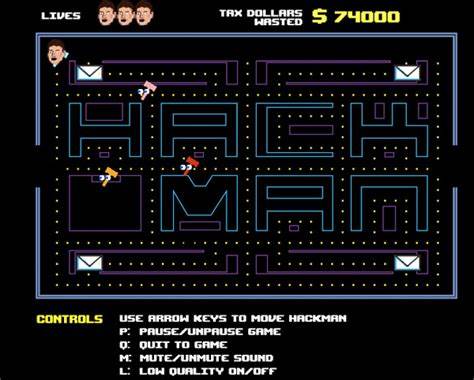 LIVES
TAX DOLLARS
WASTED
$ 74000
HACK
MAN
CONTROLS
USE ARROW KEYS TO MOVE HACKMAN
P: PAUSE/UNPAUSE GAME
Q: QUIT TO GAME
M: MUTE/UNMUTE SOUND
L: LOW QUALITY ON/OFF